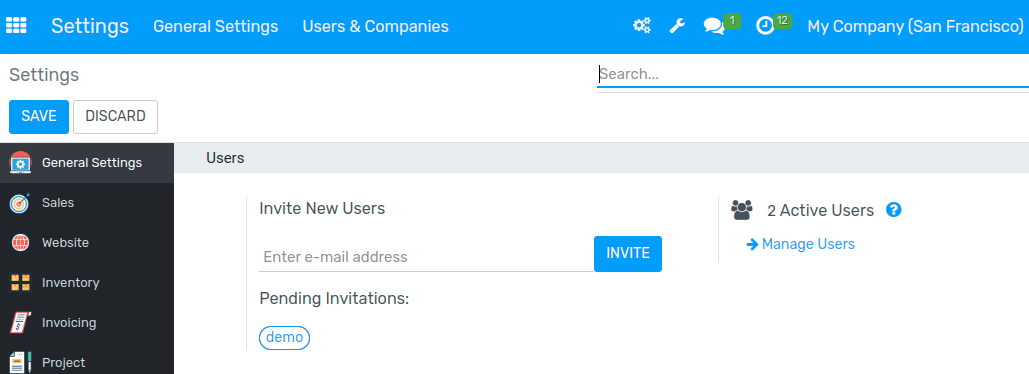 Settings General Settings Users & Companies 1 12 My Company (San Francisco)
Settings Search...
SAVE DISCARD
General Settings Users
Sales Invite New Users 2 Active Users ?
Website Enter e-mail address INVITE Manage Users
Inventory
Pending Invitations:
Invoicing
demo
Project